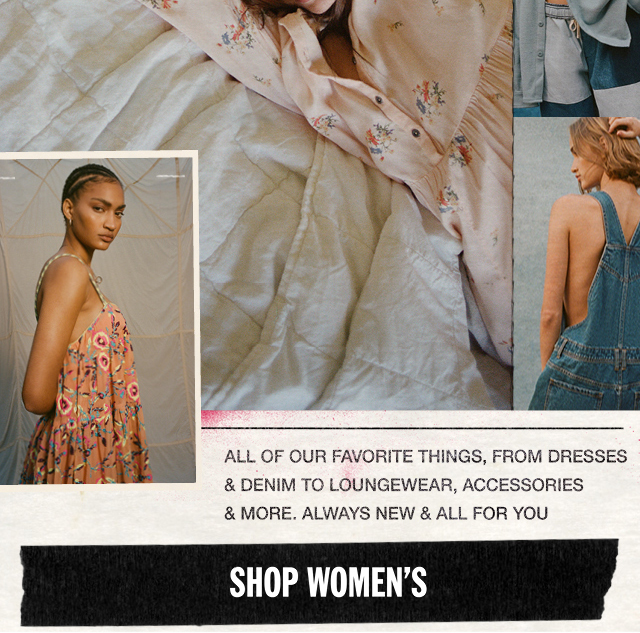 ALL OF OUR FAVORITE THINGS, FROM DRESSES
& DENIM TO LOUNGEWEAR, ACCESSORIES
& MORE. ALWAYS NEW & ALL FOR YOU
SHOP WOMEN'S